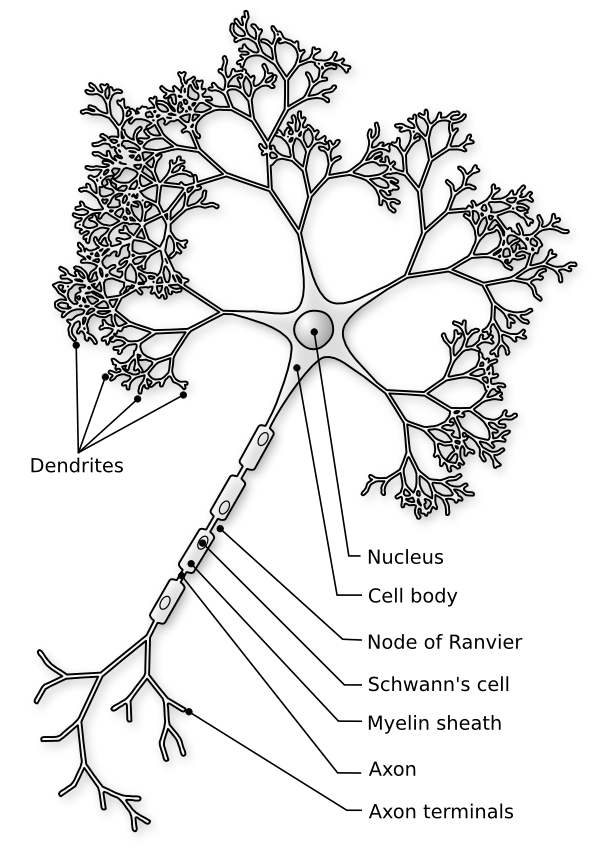 Dendrites
Nucleus
Cell body
Node of Ranvier
Schwann's cell
Myelin sheath
Axon
Axon terminals